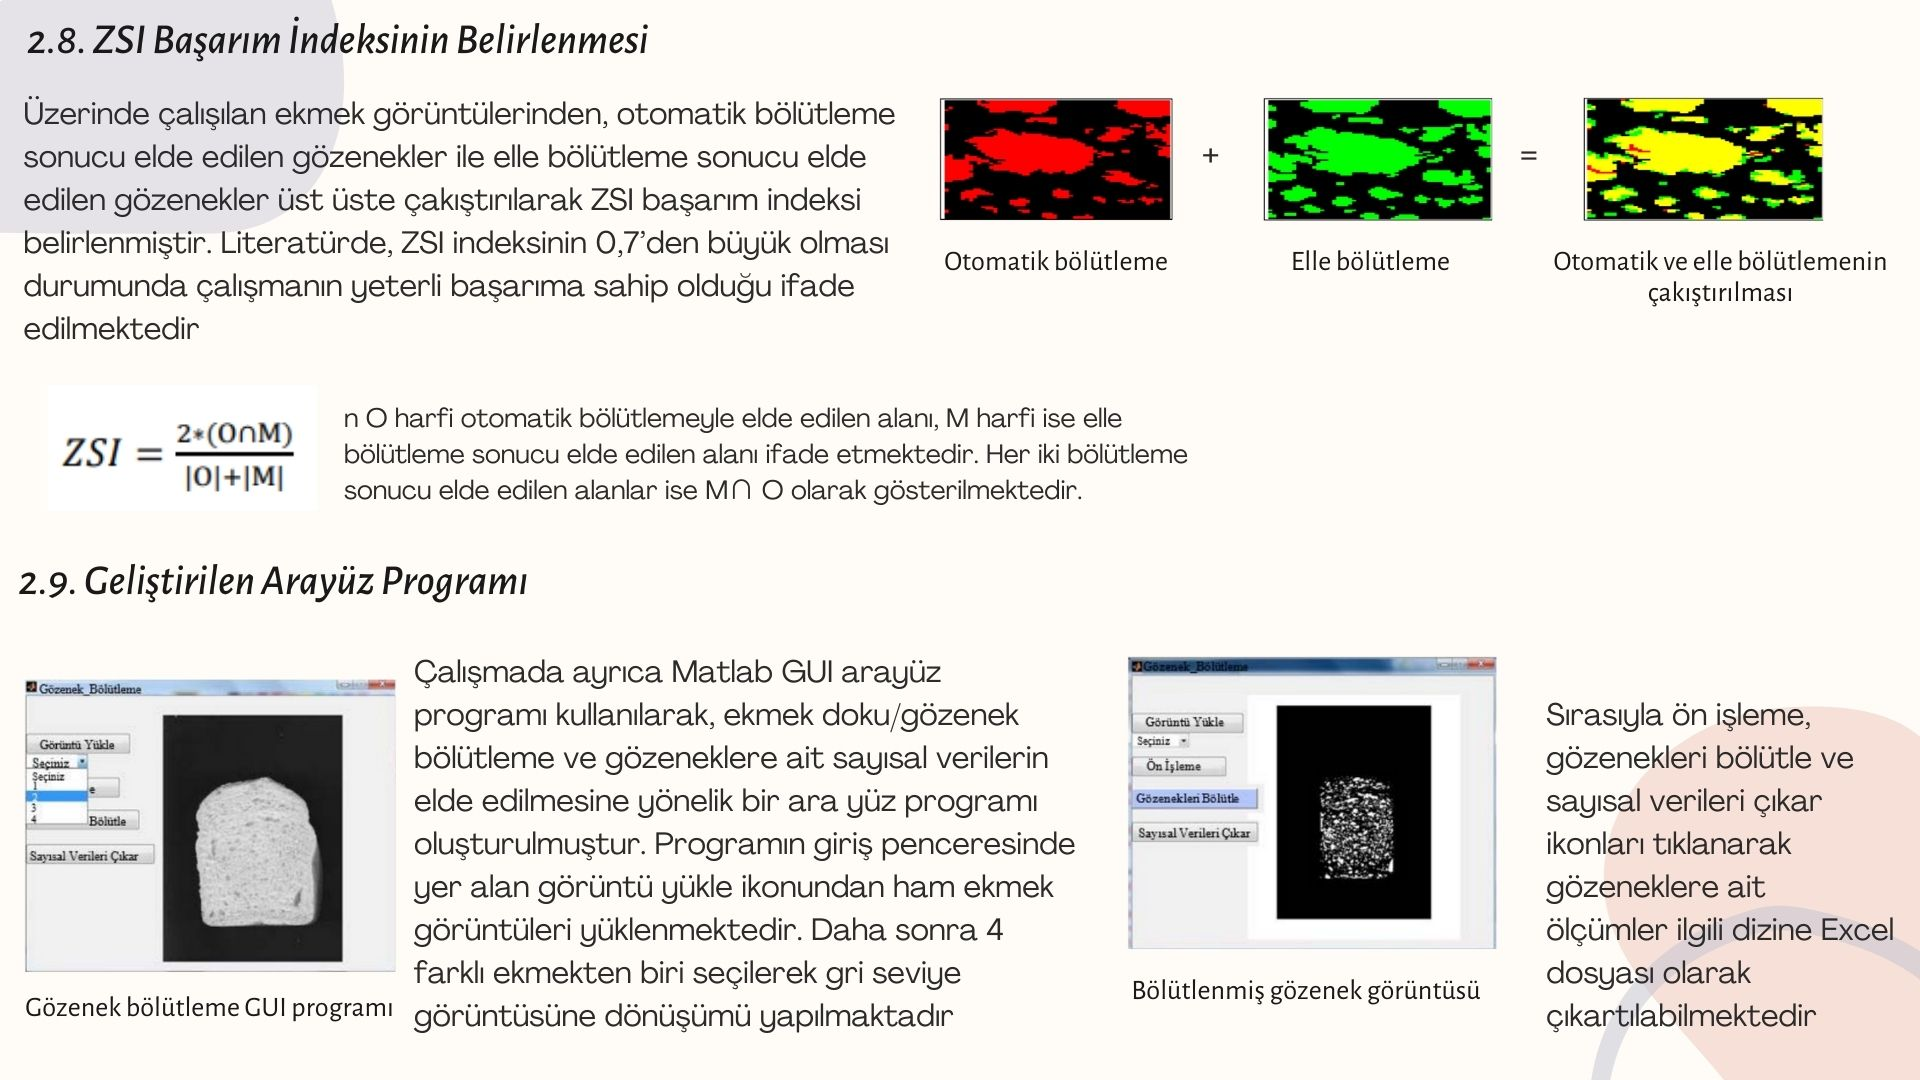 2.8. ZSI Başarım İndeksinin Belirlenmesi
Üzerinde çalışılan ekmek görüntülerinden, otomatik bölütleme
sonucu elde edilen gözenekler ile elle bölütleme sonucu elde
edilen gözenekler üst üste çakıştırılarak ZSI başarım indeksi
belirlenmiştir. Literatürde, ZSI indeksinin 0,7’den büyük olması
durumunda çalışmanın yeterli başarıma sahip olduğu ifade
edilmektedir
+
=
Otomatik bölütleme
Elle bölütleme
Otomatik ve elle bölütlemenin
çakıştırılması
ZSI = 2*(O∩M) / |O|+|M|
n O harfi otomatik bölütlemeyle elde edilen alanı, M harfi ise elle
bölütleme sonucu elde edilen alanı ifade etmektedir. Her iki bölütleme
sonucu elde edilen alanlar ise M∩ O olarak gösterilmektedir.
2.9. Geliştirilen Arayüz Programı
Gözenek_Bölütleme
Görüntü Yükle
Seçiniz
Seçiniz
1
2
3
4
e
Bölütle
Sayısal Verileri Çıkar
Gözenek bölütleme GUI programı
Çalışmada ayrıca Matlab GUI arayüz
programı kullanılarak, ekmek doku/gözenek
bölütleme ve gözeneklere ait sayısal verilerin
elde edilmesine yönelik bir ara yüz programı
oluşturulmuştur. Programın giriş penceresinde
yer alan görüntü yükle ikonundan ham ekmek
görüntüleri yüklenmektedir. Daha sonra 4
farklı ekmekten biri seçilerek gri seviye
görüntüsüne dönüşümü yapılmaktadır
Gözenek_Bölütleme
Görüntü Yükle
Seçiniz
Ön İşleme
Gözenekleri Bölütle
Sayısal Verileri Çıkar
Bölütlenmiş gözenek görüntüsü
Sırasıyla ön işleme,
gözenekleri bölütle ve
sayısal verileri çıkar
ikonları tıklanarak
gözeneklere ait
ölçümler ilgili dizine Excel
dosyası olarak
çıkartılabilmektedir